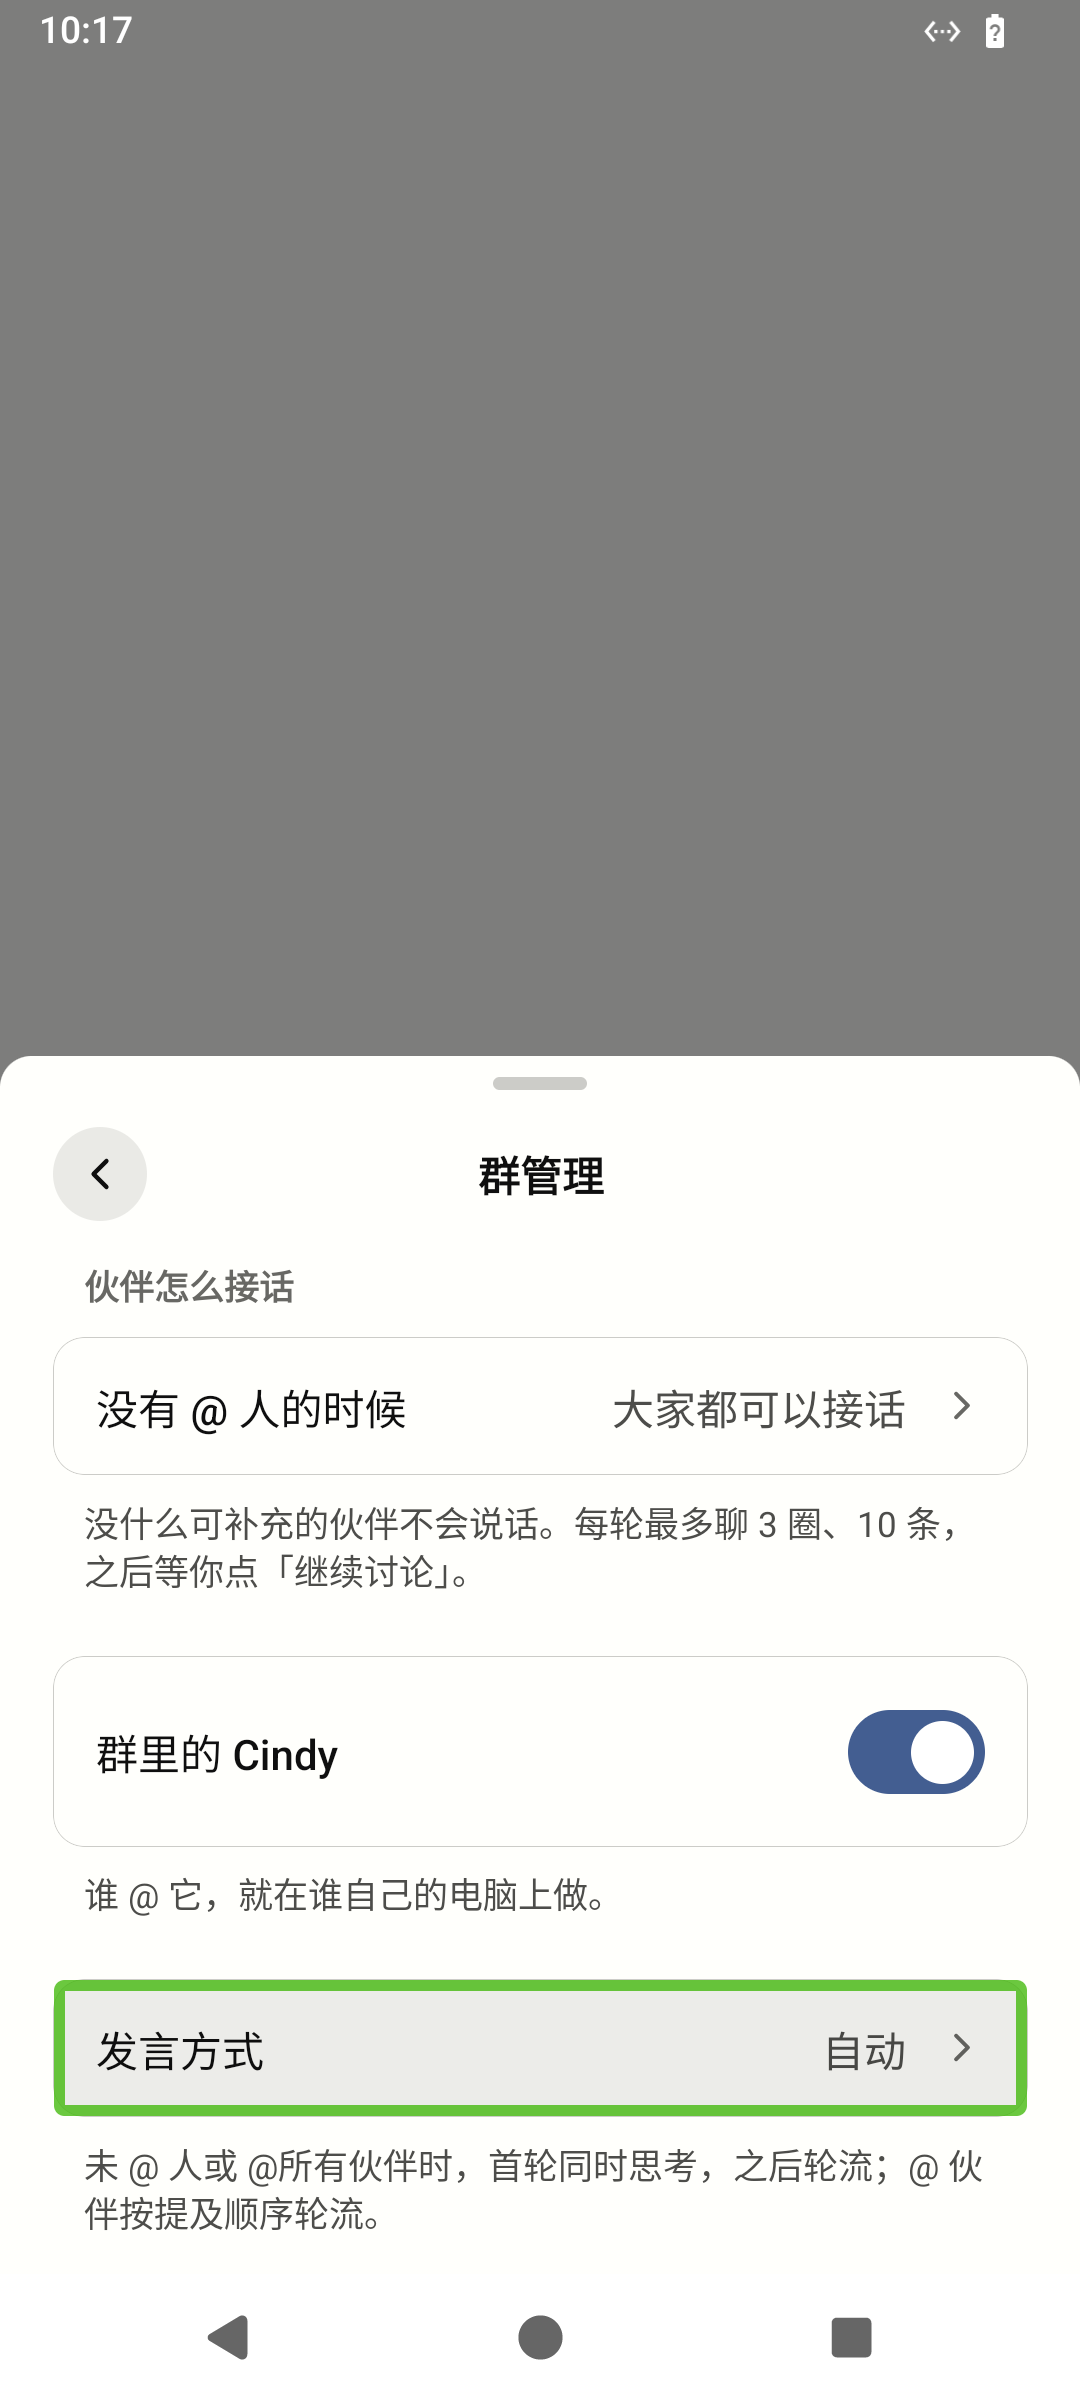 10:17
群管理
伙伴怎么接话
没有 @ 人的时候 大家都可以接话
没什么可补充的伙伴不会说话。每轮最多聊 3 圈、10 条，
之后等你点「继续讨论」。
群里的 Cindy
谁 @ 它，就在谁自己的电脑上做。
发言方式 自动
未 @ 人或 @所有伙伴时，首轮同时思考，之后轮流；@ 伙
伴按提及顺序轮流。